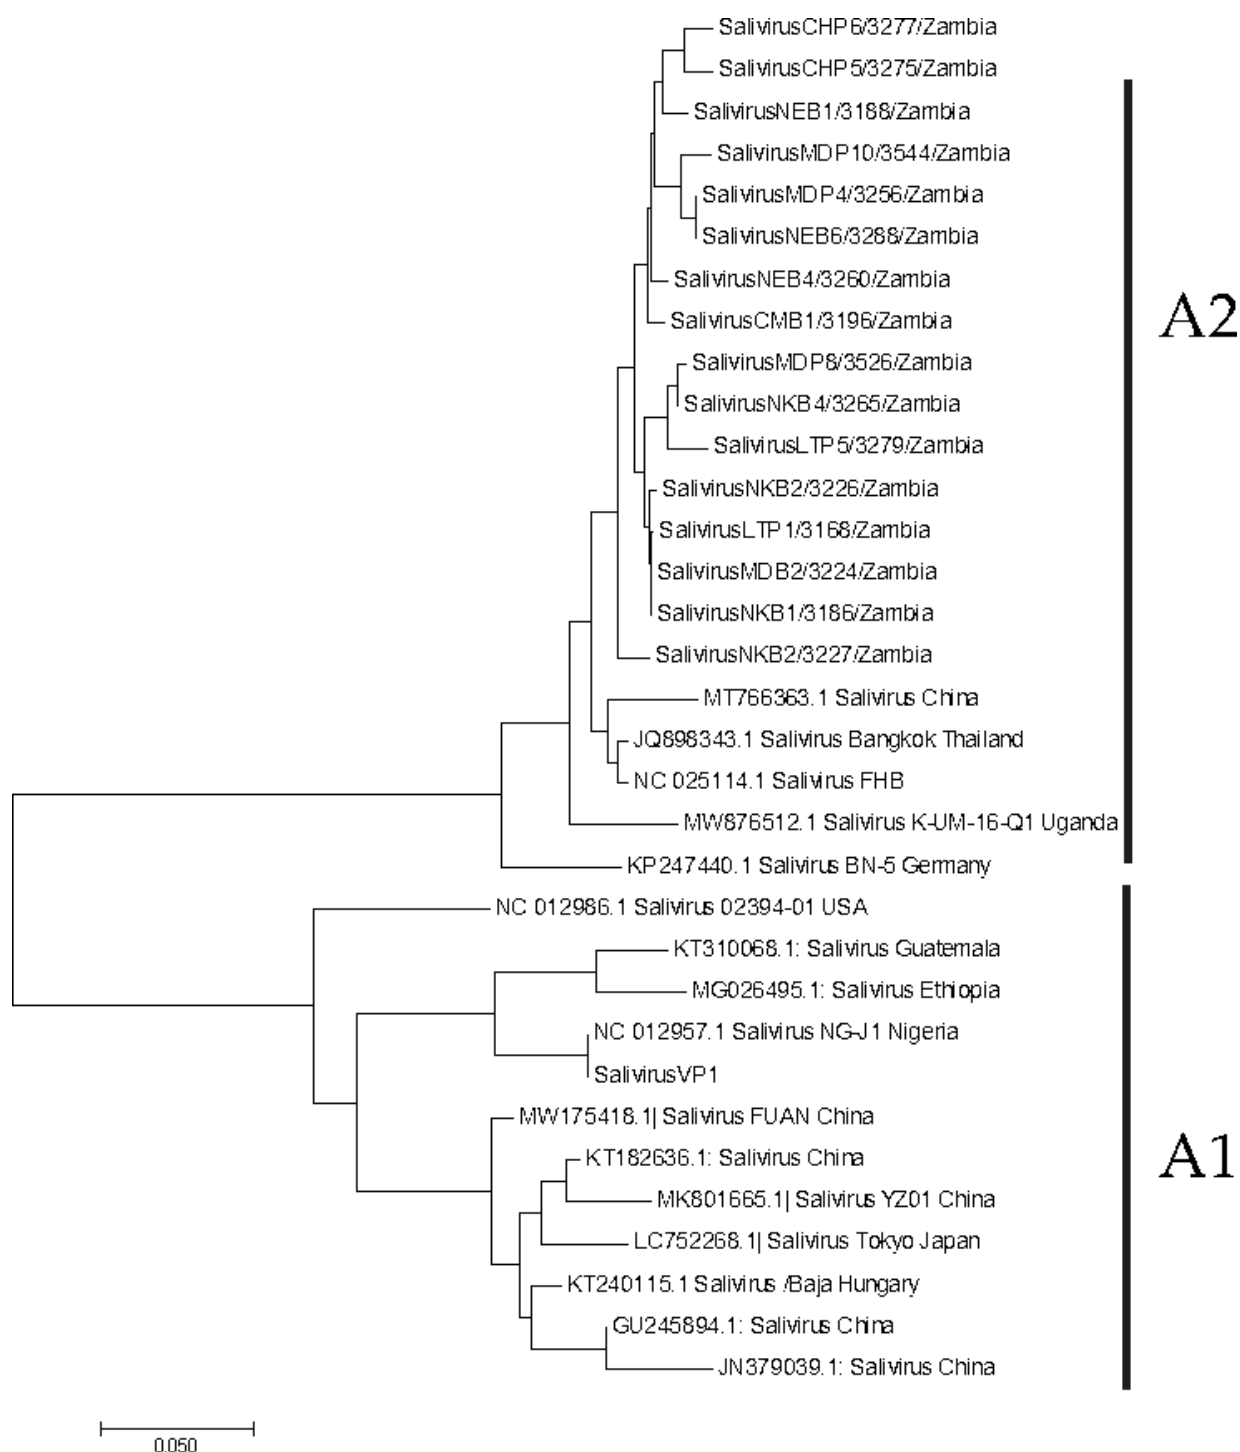 SalivirusCHP6/3277/Zambia
SalivirusCHP5/3275/Zambia
SalivirusNEB1/3188/Zambia
SalivirusMDP10/3544/Zambia
SalivirusMDP4/3256/Zambia
SalivirusNEB6/3288/Zambia
SalivirusNEB4/3260/Zambia
A2
SalivirusCMB1/3196/Zambia
SalivirusMDP8/3526/Zambia
SalivirusNKB4/3265/Zambia
SalivirusLTP5/3279/Zambia
SalivirusNKB2/3226/Zambia
SalivirusLTP1/3168/Zambia
SalivirusMDB2/3224/Zambia
SalivirusNKB1/3186/Zambia
SalivirusNKB2/3227/Zambia
MT766363.1 Salivirus China
JQ898343.1 Salivirus Bangkok Thailand
NC 025114.1 Salivirus FHB
MW876512.1 Salivirus K-UM-16-Q1 Uganda
KP247440.1 Salivirus BN-5 Germany
NC 012986.1 Salivirus 02394-01 USA
KT310068.1: Salivirus Guatemala
MG026495.1: Salivirus Ethiopia
NC 012957.1 Salivirus NG-J1 Nigeria
SalivirusVP1
MW175418.1| Salivirus FUAN China
KT182636.1: Salivirus China
A1
MK801665.1| Salivirus YZ01 China
LC752268.1| Salivirus Tokyo Japan
KT240115.1 Salivirus /Baja Hungary
GU245894.1: Salivirus China
JN379039.1: Salivirus China
0.050